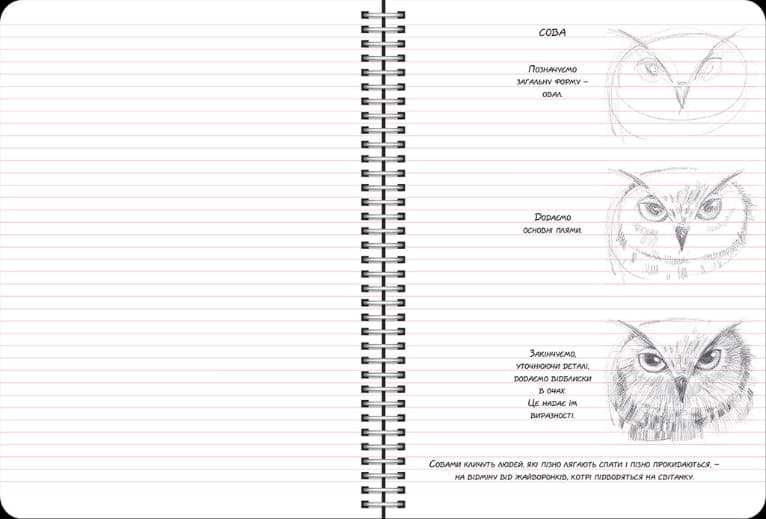 СОВА
Позначуємо
загальну форму –
овал.
Додаємо
основні плями.
Закінчуємо,
уточнюючи деталі,
додаємо відблиски
в очах.
Це надає їм
виразності.
Совами кличуть людей, які пізно лягають спати і пізно прокидаються, –
на відміну від жайворонків, котрі підводяться на світанку.